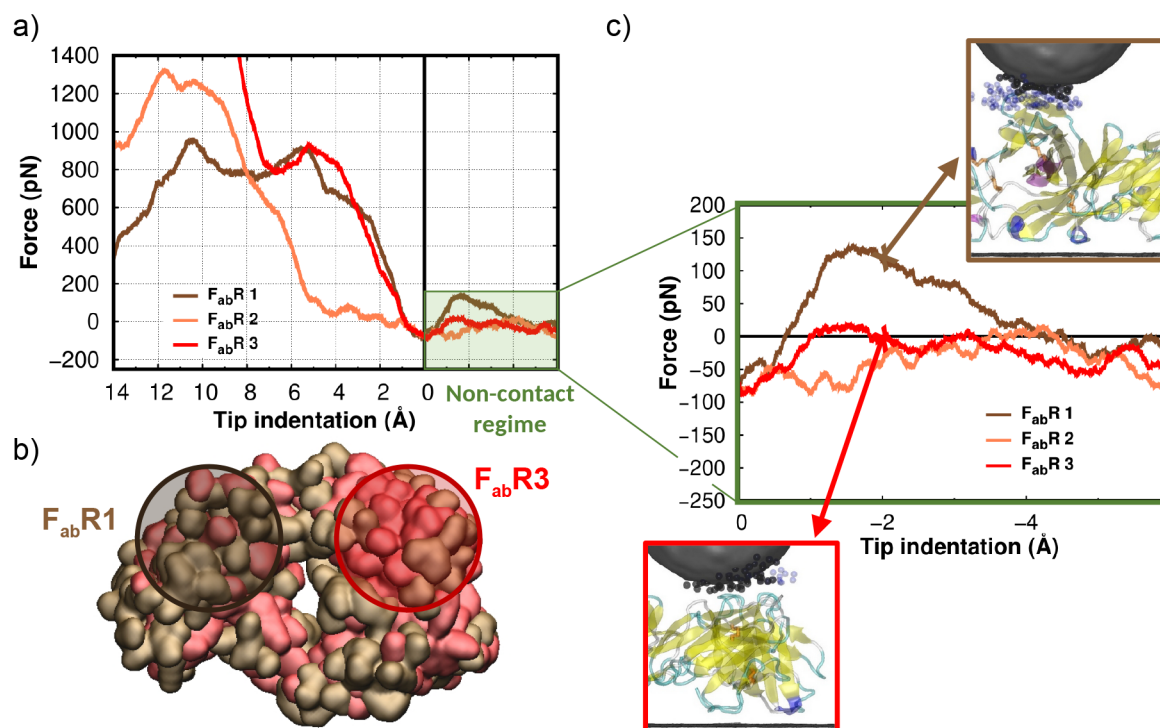 a)
1400
1200
1000
800
600
400
200
0
−200
Force (pN)
14 12 10 8 6 4 2 0
Tip indentation (Å)
FabR 1
FabR 2
FabR 3
Non-contact
regime
b)
FabR1
FabR3
c)
200
150
100
50
0
−50
−100
−150
−200
−250
Force (pN)
0 −2 −4
Tip indentation (Å)
FabR 1
FabR 2
FabR 3